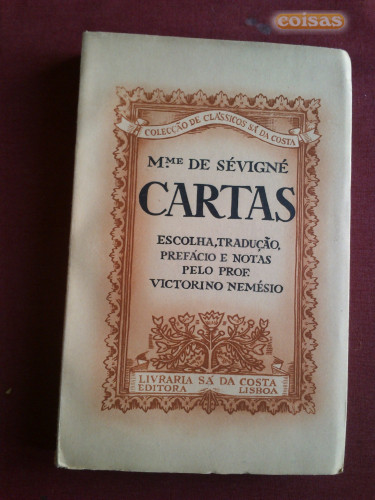 coisas
COLECÇÃO DE CLÁSSICOS SÁ DA COSTA
MME DE SÉVIGNÉ
CARTAS
ESCOLHA, TRADUÇÃO,
PREFÁCIO E NOTAS
PELO PROF.
VICTORINO NEMÉSIO
LIVRARIA SÁ DA COSTA
EDITORA LISBOA